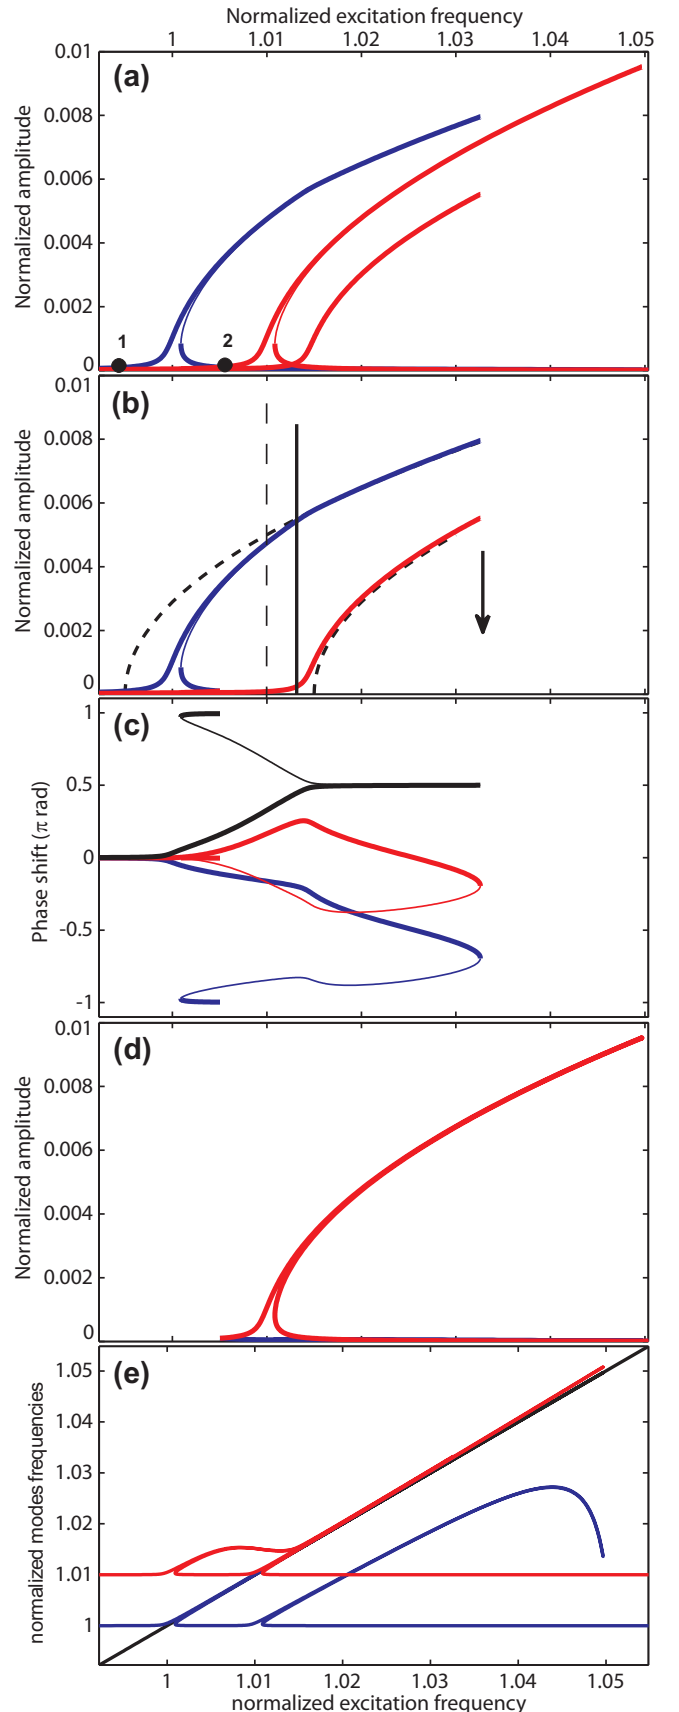 Normalized excitation frequency
1 1.01 1.02 1.03 1.04 1.05
0.01
(a)
0.008
0.006
0.004
0.002
0
Normalized amplitude
1 2
0.01
(b)
0.008
0.006
0.004
0.002
0
Normalized amplitude
1
(c)
0.5
0
-0.5
-1
Phase shift (π rad)
0.01
(d)
0.008
0.006
0.004
0.002
0
Normalized amplitude
(e)
1.05
1.04
1.03
1.02
1.01
1
normalized modes frequencies
1 1.01 1.02 1.03 1.04 1.05
normalized excitation frequency